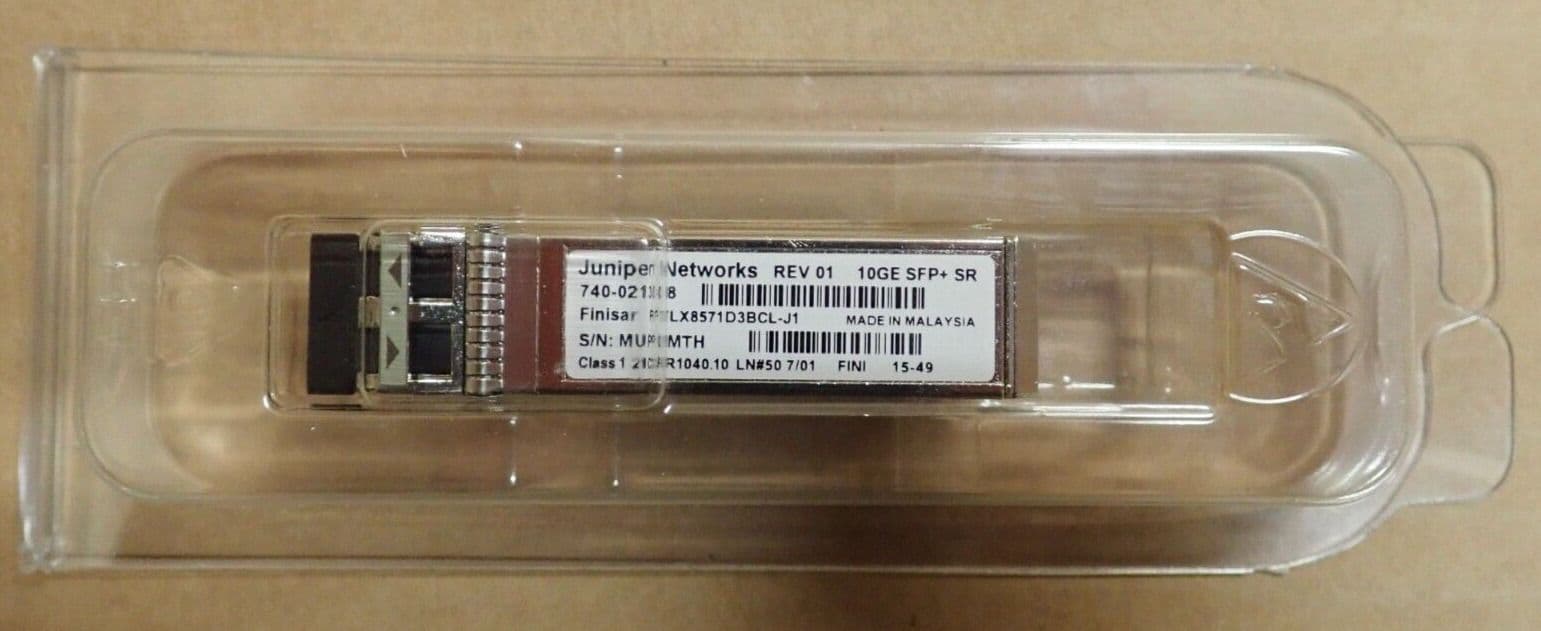 Juniper Networks REV 01 10GE SFP+ SR
Finisar MADE IN MALAYSIA
S/N:
Class 1 LN#50 7/01 FINI 15-49